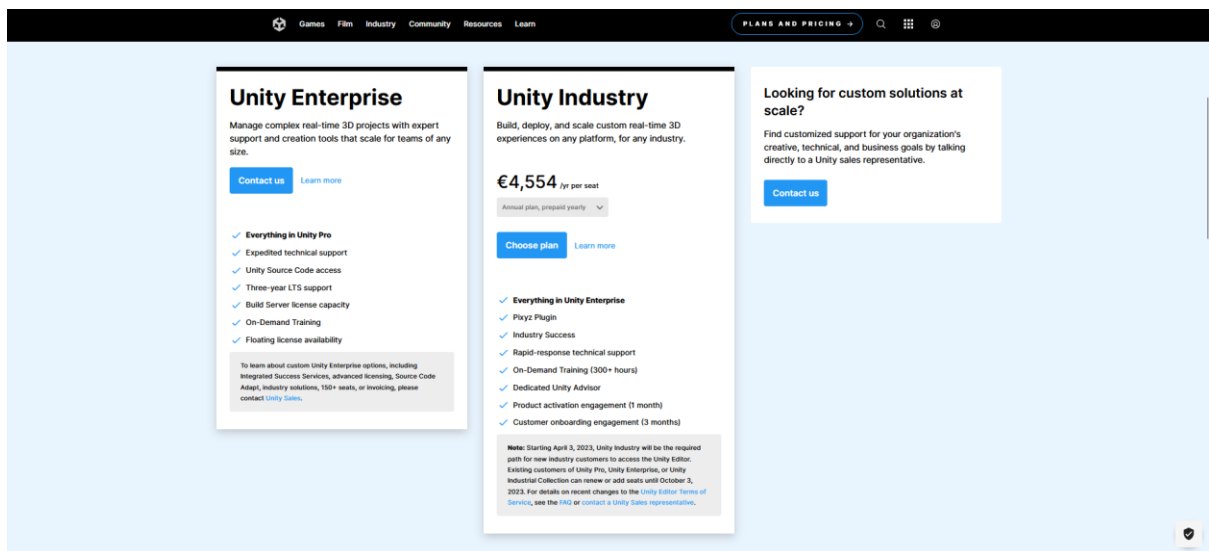 Games Film Industry Community Resources Learn
PLANS AND PRICING →
Unity Enterprise
Manage complex real-time 3D projects with expert
support and creation tools that scale for teams of any
size.
Contact us Learn more
Everything in Unity Pro
Expedited technical support
Unity Source Code access
Three-year LTS support
Build Server license capacity
On-Demand Training
Floating license availability
To learn about custom Unity Enterprise options, including
Integrated Success Services, advanced licensing, Source Code
Adapt, industry solutions, 150+ seats, or invoicing, please
contact Unity Sales.
Unity Industry
Build, deploy, and scale custom real-time 3D
experiences on any platform, for any industry.
€4,554 /yr per seat
Annual plan, prepaid yearly
Choose plan Learn more
Everything in Unity Enterprise
Pixyz Plugin
Industry Success
Rapid-response technical support
On-Demand Training (300+ hours)
Dedicated Unity Advisor
Product activation engagement (1 month)
Customer onboarding engagement (3 months)
Note: Starting April 3, 2023, Unity Industry will be the required
path for new industry customers to access the Unity Editor.
Existing customers of Unity Pro, Unity Enterprise, or Unity
Industrial Collection can renew or add seats until October 3,
2023. For details on recent changes to the Unity Editor Terms of
Service, see the FAQ or contact a Unity Sales representative.
Looking for custom solutions at
scale?
Find customized support for your organization's
creative, technical, and business goals by talking
directly to a Unity sales representative.
Contact us